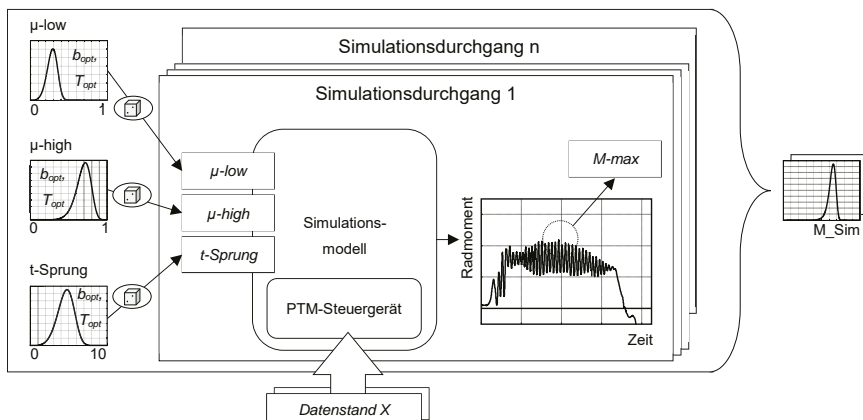 μ-low
b_opt,
T_opt
0 1
μ-high
b_opt,
T_opt
0 1
t-Sprung
b_opt,
T_opt
0 10
Simulationsdurchgang n
Simulationsdurchgang 1
μ-low
μ-high
t-Sprung
Simulations-
modell
PTM-Steuergerät
Datenstand X
M-max
Radmoment
Zeit
M_Sim